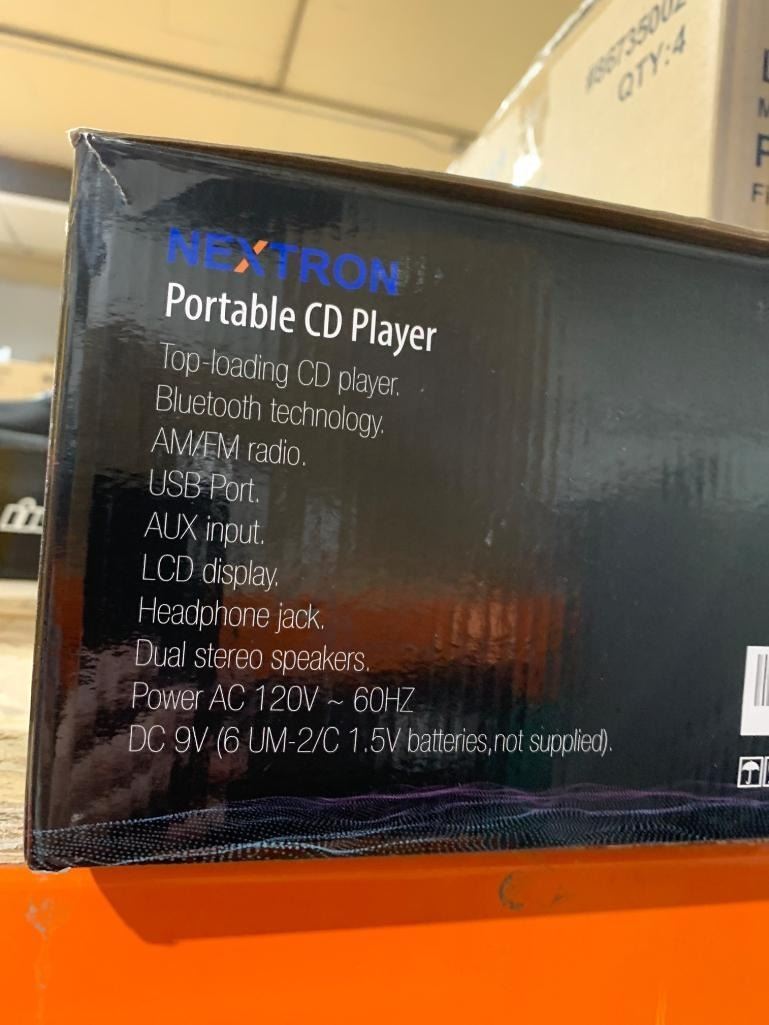 #86735002
QTY:4
NEXTRON
Portable CD Player
Top-loading CD player.
Bluetooth technology.
AM/FM radio.
USB Port.
AUX input.
LCD display.
Headphone jack.
Dual stereo speakers.
Power AC 120V ~ 60HZ
DC 9V (6 UM-2/C 1.5V batteries,not supplied).